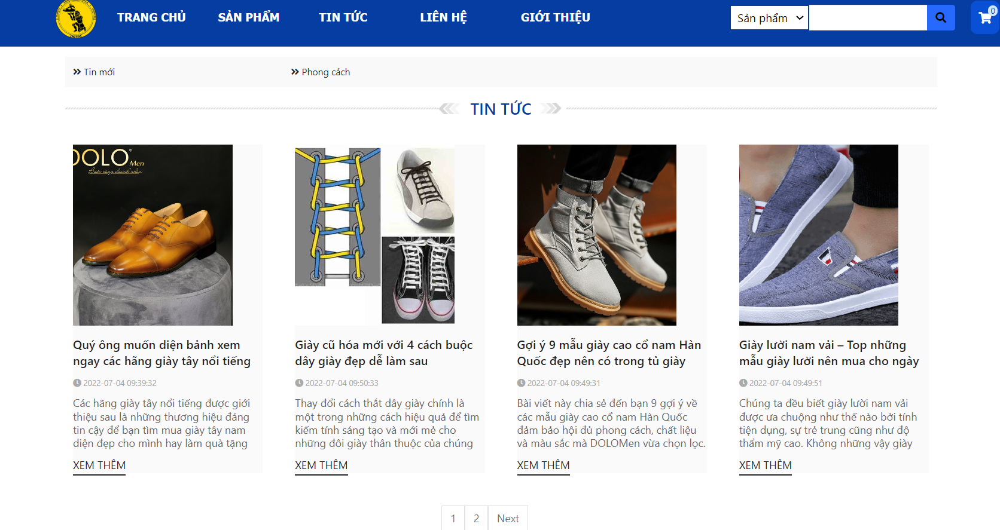 TRANG CHỦ SẢN PHẨM TIN TỨC LIÊN HỆ GIỚI THIỆU Sản phẩm 0
Tin mới Phong cách
TIN TỨC
DOLO® Men
Bước cùng doanh nhân
Quý ông muốn diện bảnh xem
ngay các hãng giày tây nổi tiếng
2022-07-04 09:39:32
Các hãng giày tây nổi tiếng được giới
thiệu sau là những thương hiệu đáng
tin cậy để bạn tìm mua giày tây nam
diện đẹp cho mình hay làm quà tặng
XEM THÊM
Giày cũ hóa mới với 4 cách buộc
dây giày đẹp dễ làm sau
2022-07-04 09:50:33
Thay đổi cách thắt dây giày chính là
một trong những cách hiệu quả để tìm
kiếm tính sáng tạo và mới mẻ cho
những đôi giày thân thuộc của chúng
XEM THÊM
Gợi ý 9 mẫu giày cao cổ nam Hàn
Quốc đẹp nên có trong tủ giày
2022-07-04 09:49:31
Bài viết này chia sẻ đến bạn 9 gợi ý về
các mẫu giày cao cổ nam Hàn Quốc
đảm bảo hội đủ phong cách, chất liệu
và màu sắc mà DOLOMen vừa chọn lọc.
XEM THÊM
Giày lười nam vải – Top những
mẫu giày lười nên mua cho ngày
2022-07-04 09:49:51
Chúng ta đều biết giày lười nam vải
được ưa chuộng như thế nào bởi tính
tiện dụng, sự trẻ trung cũng như độ
thẩm mỹ cao. Không những vậy giày
XEM THÊM
1 2 Next